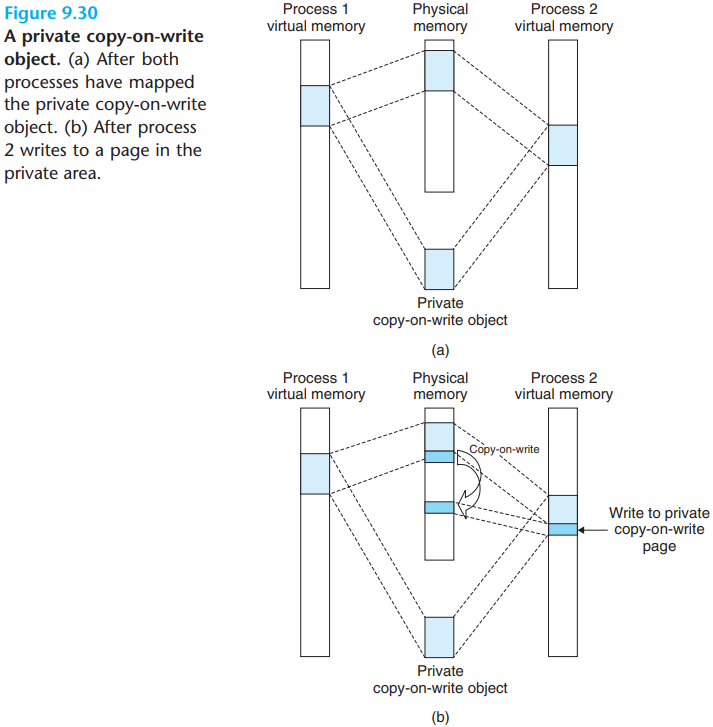 Figure 9.30
A private copy-on-write
object. (a) After both
processes have mapped
the private copy-on-write
object. (b) After process
2 writes to a page in the
private area.
Process 1
virtual memory
Physical
memory
Process 2
virtual memory
Private
copy-on-write object
(a)
Process 1
virtual memory
Physical
memory
Process 2
virtual memory
Copy-on-write
Write to private
copy-on-write
page
Private
copy-on-write object
(b)